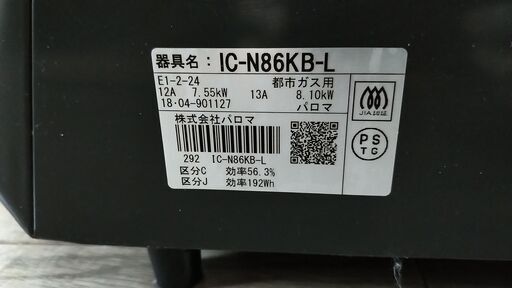 器具名：IC-N86KB-L
E1-2-24 都市ガス用
12A 7.55kW 13A 8.10kW
18･04-901127 パロマ
株式会社パロマ
292 IC-N86KB-L
区分C 効率56.3%
区分J 効率192Wh
JIA認証
PS
TG